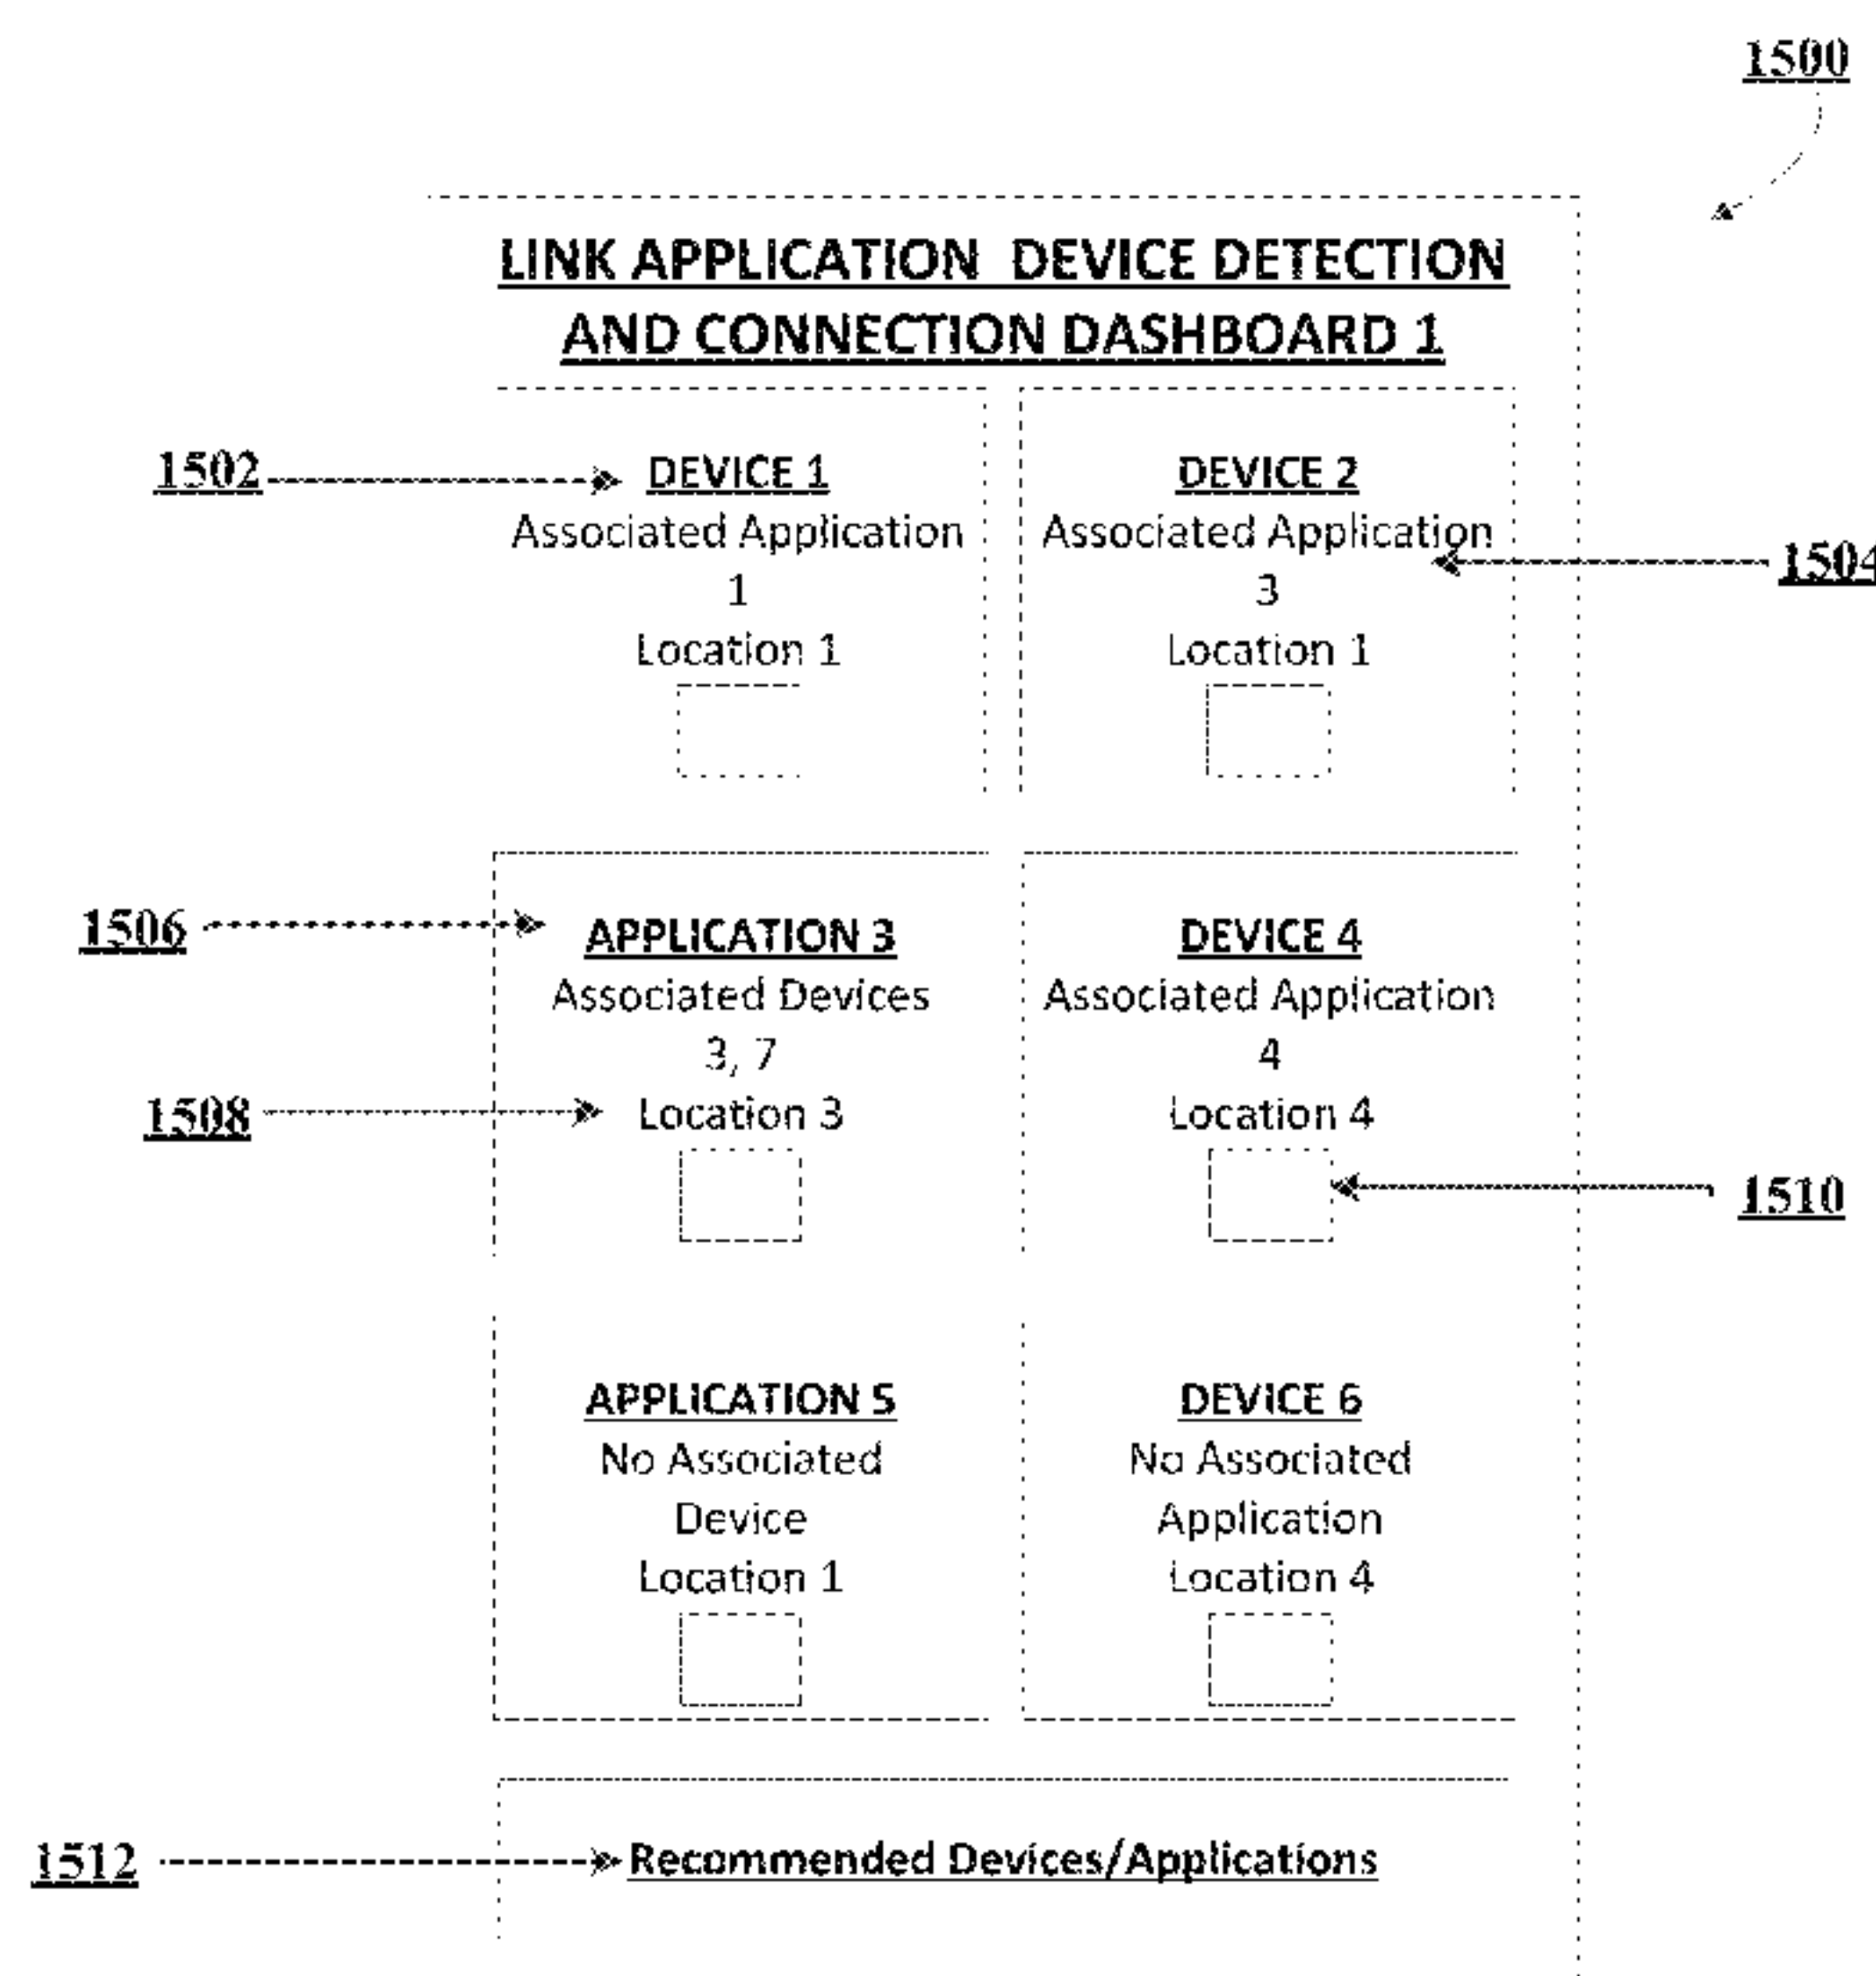 1500
LINK APPLICATION DEVICE DETECTION
AND CONNECTION DASHBOARD 1
1502
DEVICE 1
Associated Application
1
Location 1
DEVICE 2
Associated Application
3
Location 1
1504
1506
APPLICATION 3
Associated Devices
3, 7
1508
Location 3
DEVICE 4
Associated Application
4
Location 4
1510
APPLICATION 5
No Associated
Device
Location 1
DEVICE 6
No Associated
Application
Location 4
1512
Recommended Devices/Applications